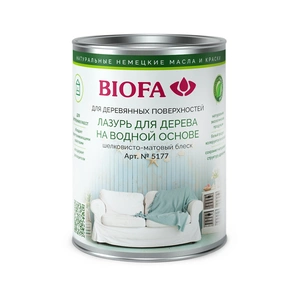 НАТУРАЛЬНЫЕ НЕМЕЦКИЕ МАСЛА И КРАСКИ
BIOFA
ДЛЯ ДЕРЕВЯННЫХ ПОВЕРХНОСТЕЙ
ЛАЗУРЬ ДЛЯ ДЕРЕВА
НА ВОДНОЙ ОСНОВЕ
шелковисто-матовый блеск
Арт. № 5177